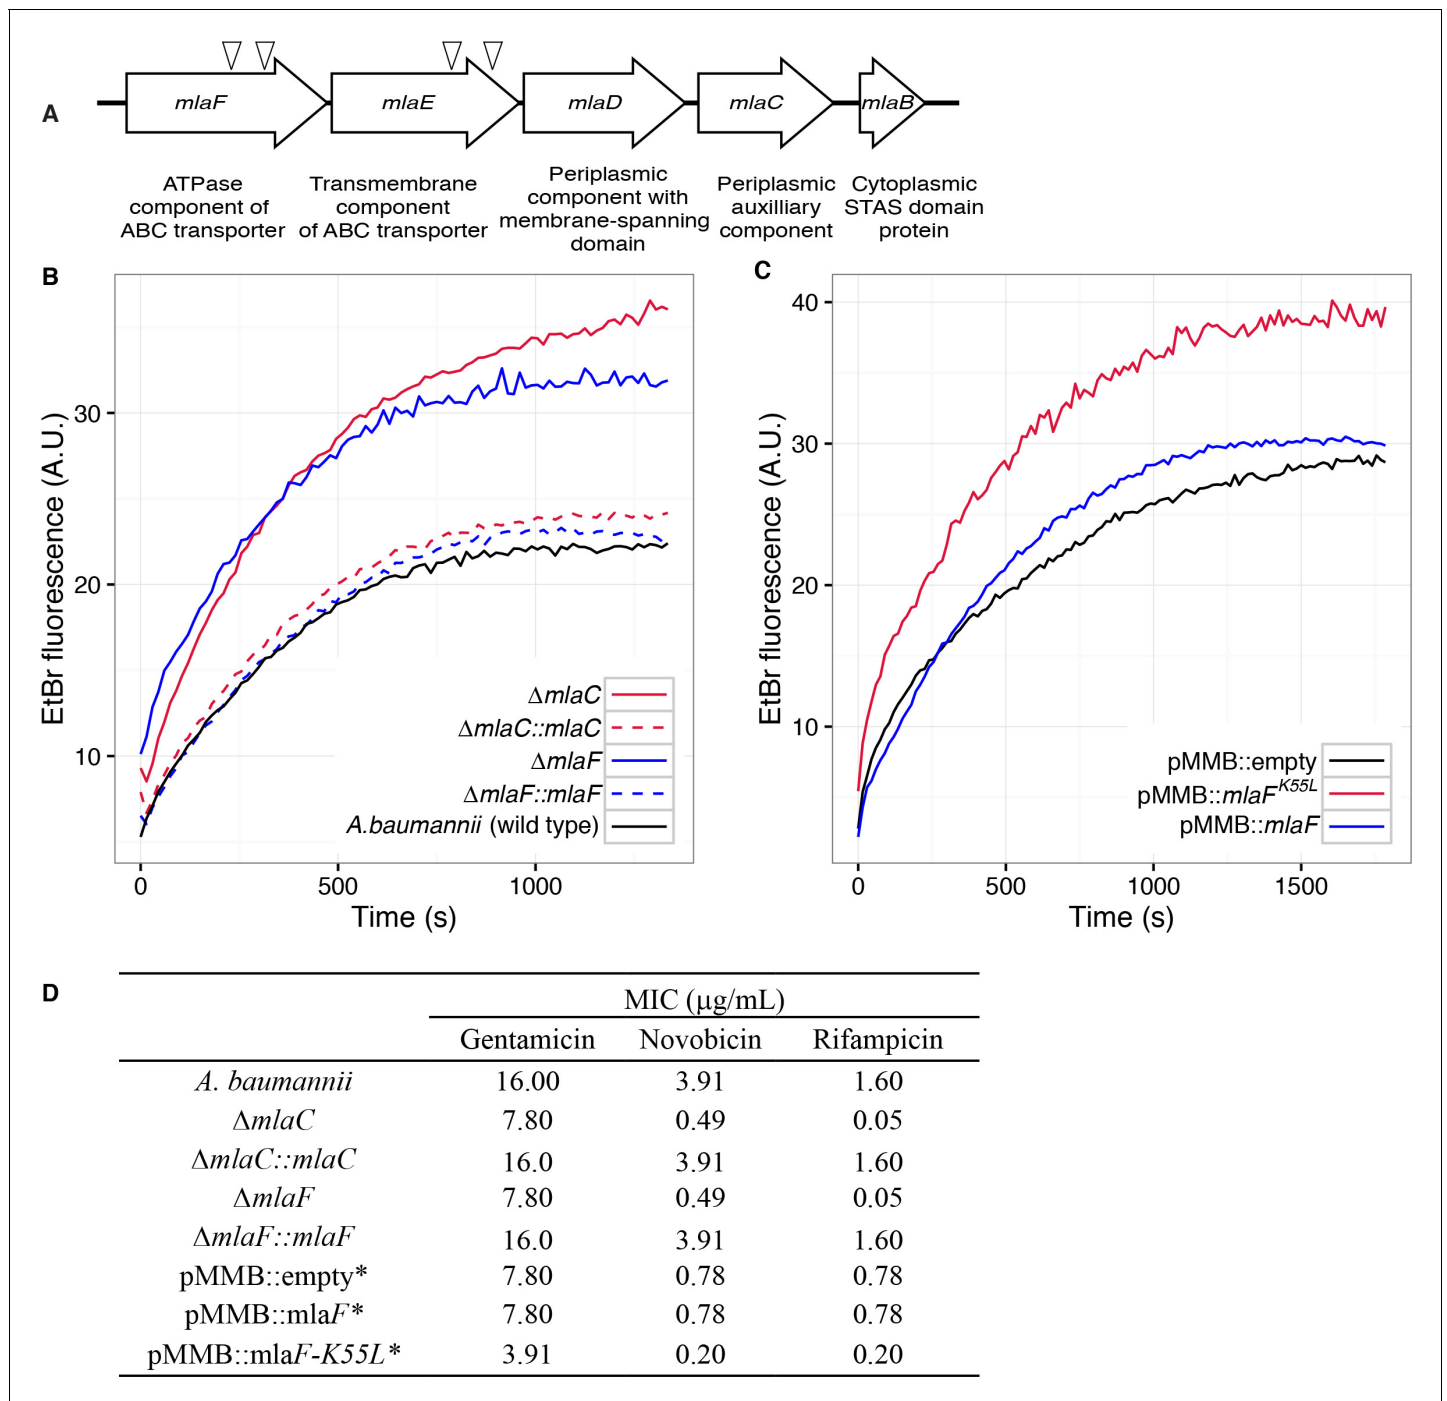 A
mlaF
mlaE
mlaD
mlaC
mlaB
ATPase
component of
ABC transporter
Transmembrane
component
of ABC transporter
Periplasmic
component with
membrane-spanning
domain
Periplasmic
auxilliary
component
Cytoplasmic
STAS domain
protein
B
EtBr fluorescence (A.U.)
30
20
10
0
500
1000
Time (s)
ΔmlaC
ΔmlaC::mlaC
ΔmlaF
ΔmlaF::mlaF
A.baumannii (wild type)
C
EtBr fluorescence (A.U.)
40
30
20
10
0
500
1000
1500
Time (s)
pMMB::empty
pMMB::mlaF^K55L
pMMB::mlaF
D
MIC (μg/mL)
Gentamicin Novobicin Rifampicin
A. baumannii 16.00 3.91 1.60
ΔmlaC 7.80 0.49 0.05
ΔmlaC::mlaC 16.0 3.91 1.60
ΔmlaF 7.80 0.49 0.05
ΔmlaF::mlaF 16.0 3.91 1.60
pMMB::empty* 7.80 0.78 0.78
pMMB::mlaF* 7.80 0.78 0.78
pMMB::mlaF-K55L* 3.91 0.20 0.20